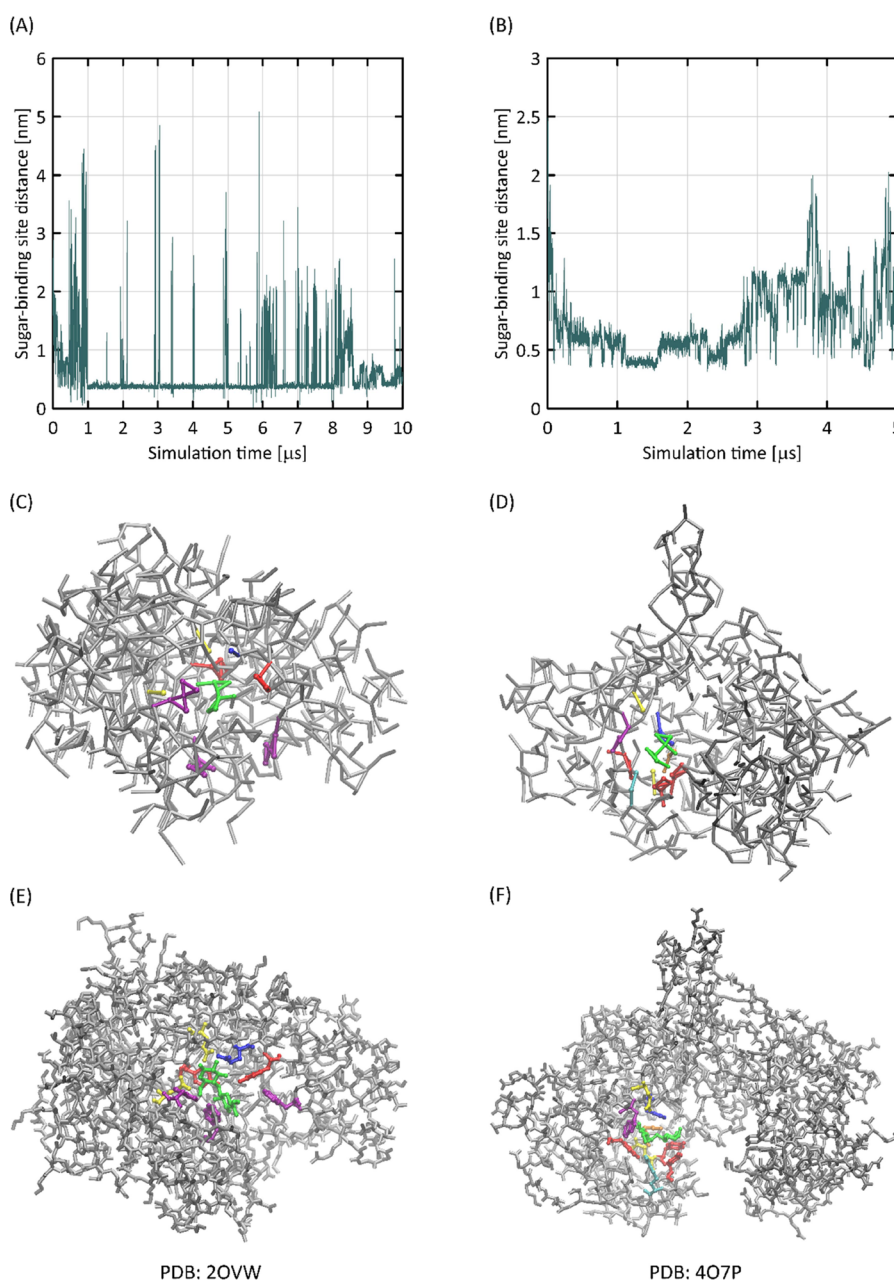 (A)
(B)
Sugar-binding site distance [nm]
6
5
4
3
2
1
0
0 1 2 3 4 5 6 7 8 9 10
Simulation time [μs]
Sugar-binding site distance [nm]
3
2.5
2
1.5
1
0.5
0
0 1 2 3 4 5
Simulation time [μs]
(C)
(D)
(E)
(F)
PDB: 2OVW
PDB: 4O7P